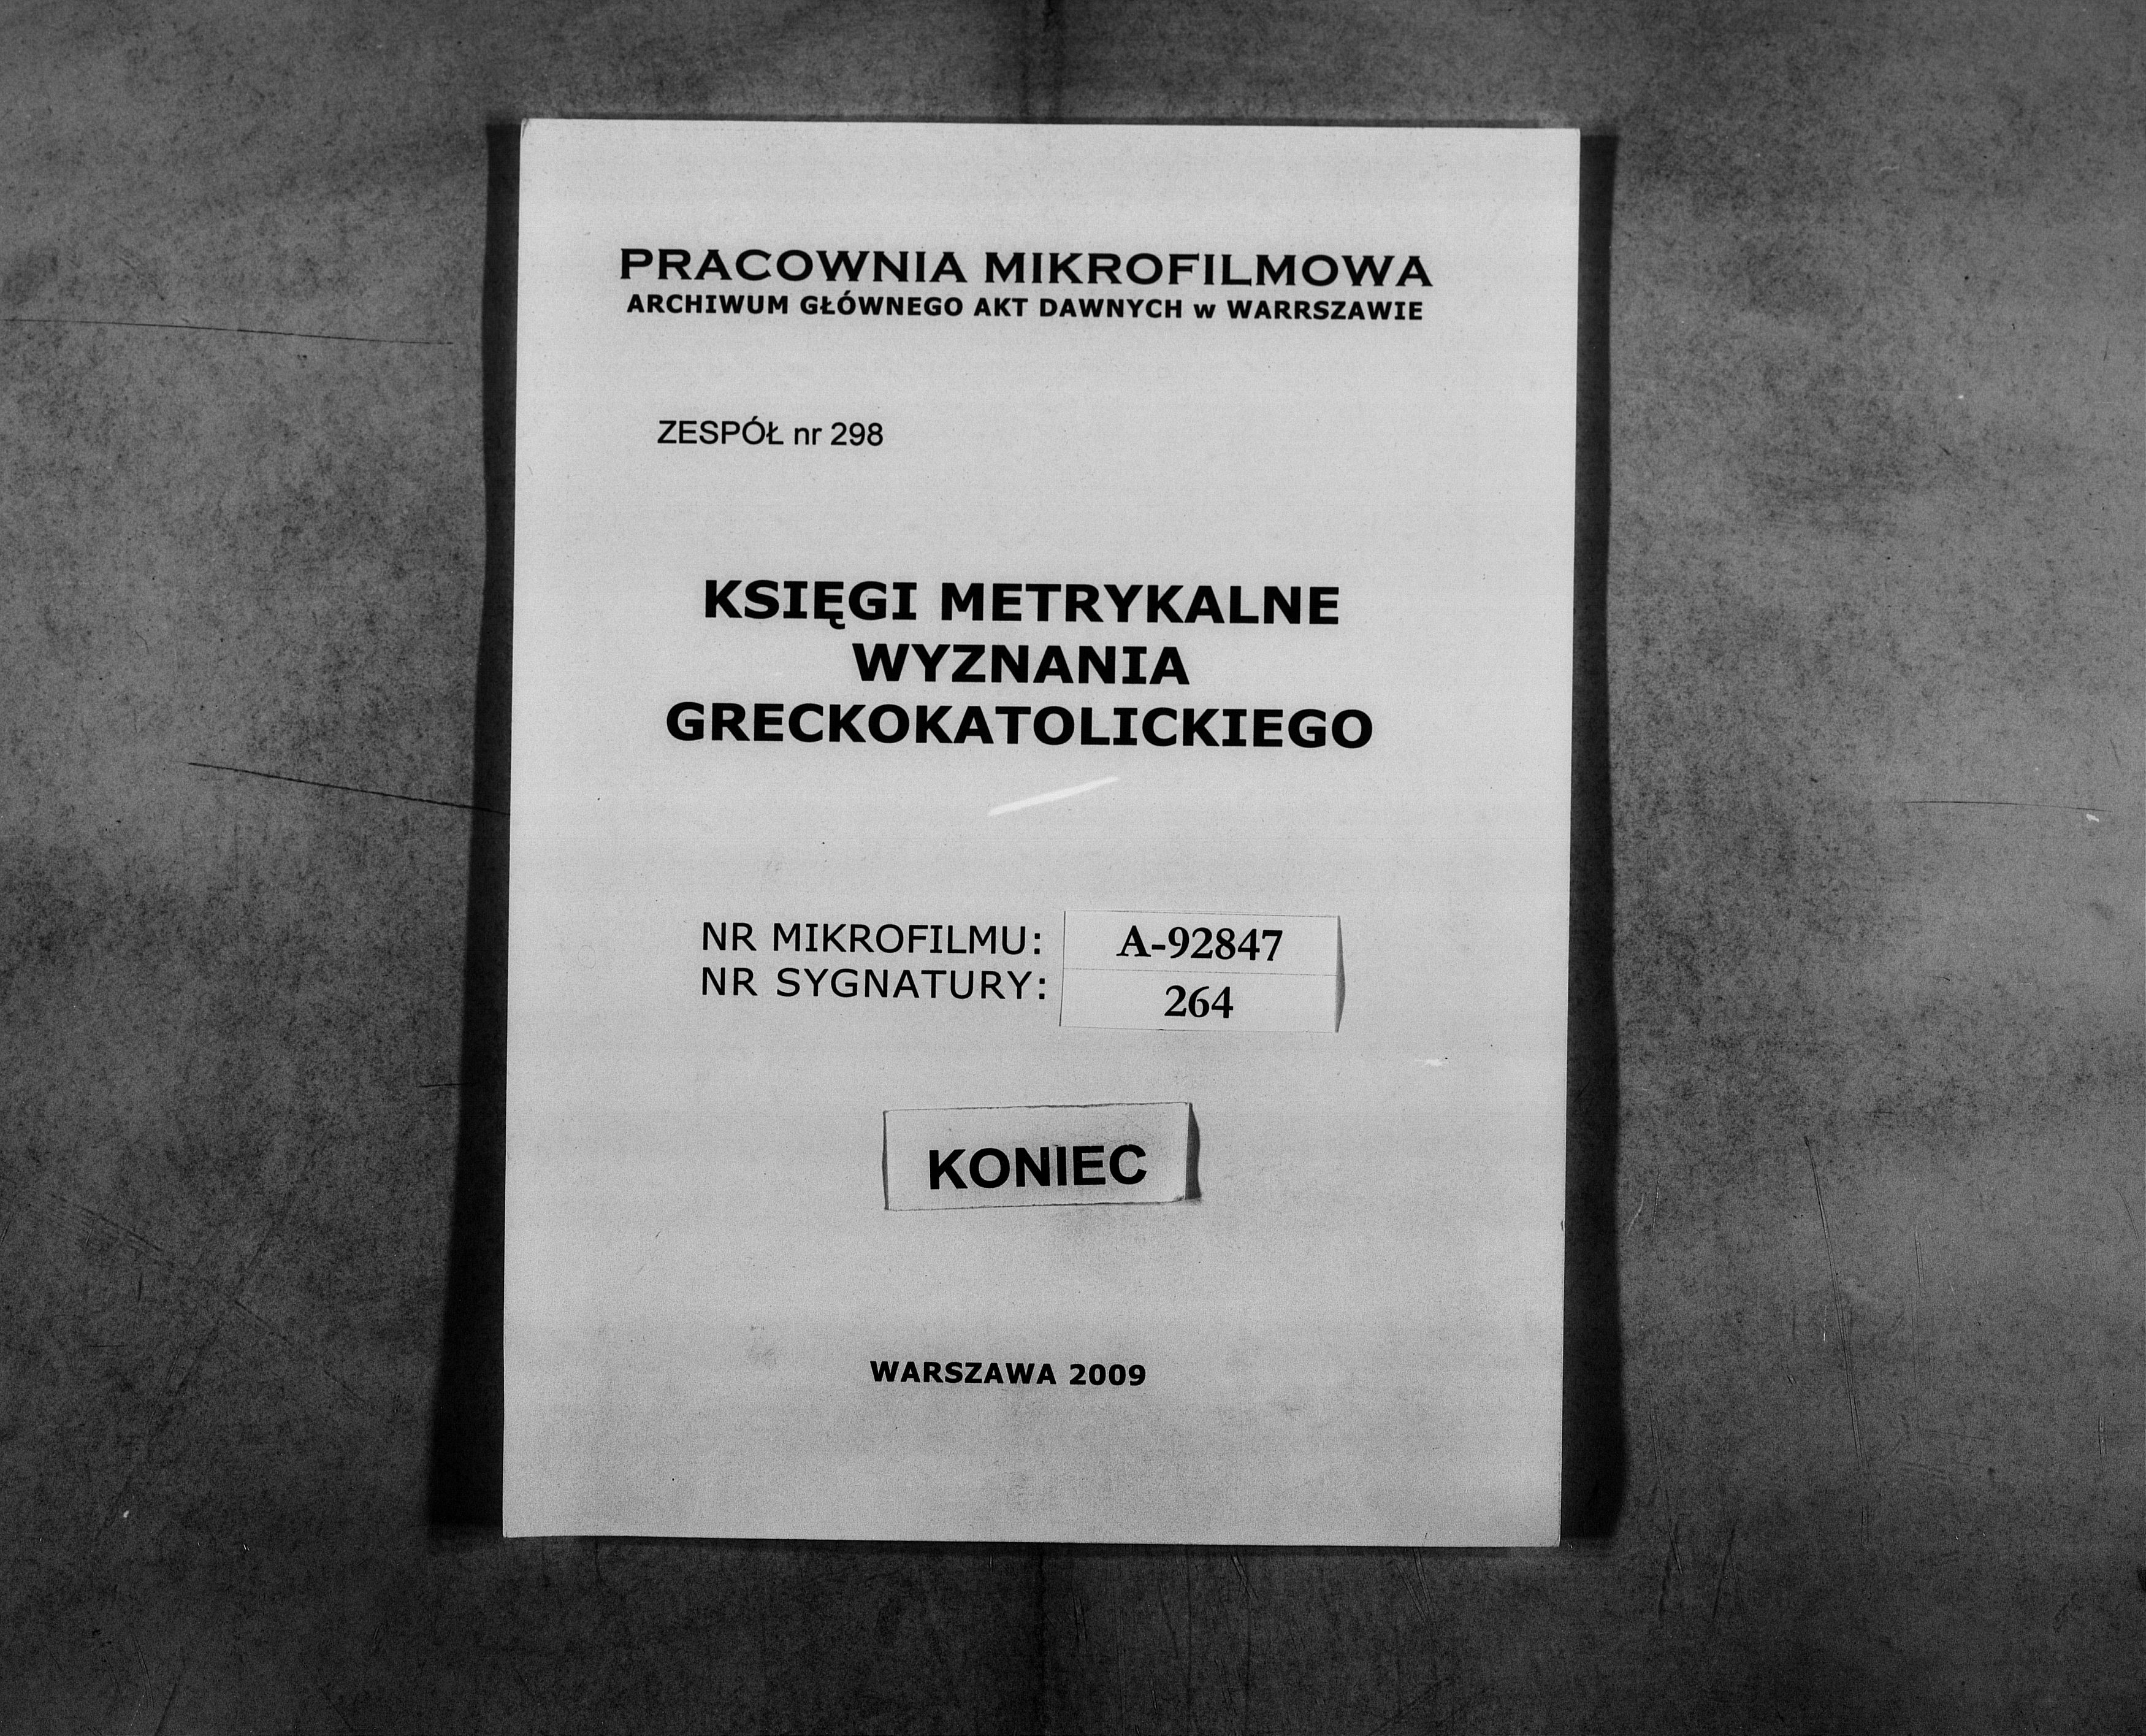 PRACOWNIA MIKROFILMOWA
ARCHIWUM GŁÓWNEGO AKT DAWNYCH w WARRSZAWIE
ZESPÓŁ nr 298
KSIĘGI METRYKALNE
WYZNANIA
GRECKOKATOLICKIEGO
NR MIKROFILMU: A-92847
NR SYGNATURY: 264
KONIEC
WARSZAWA 2009